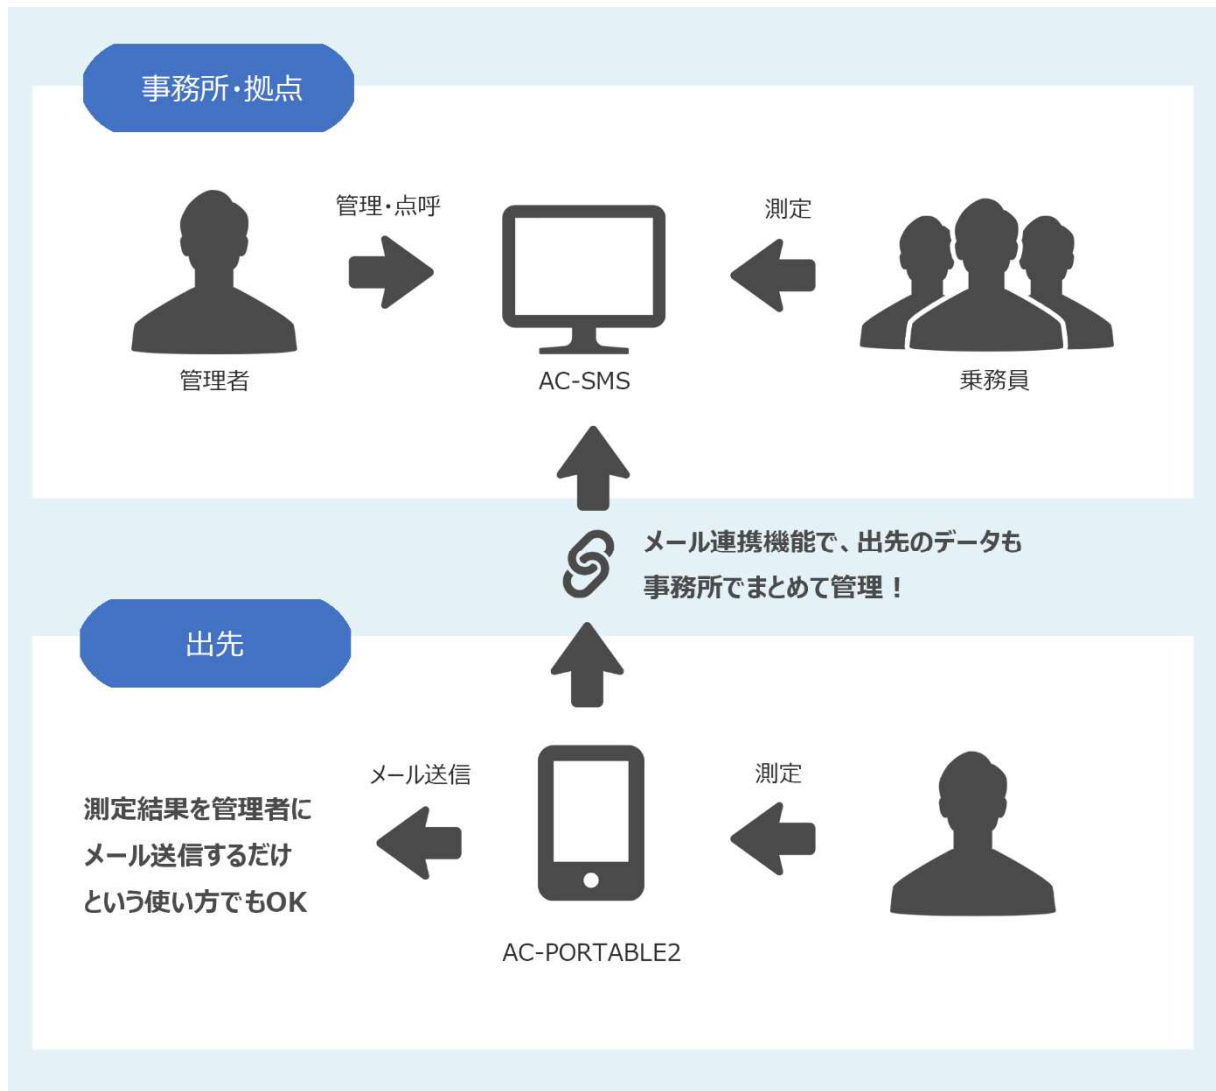 事務所・拠点
管理・点呼
測定
管理者
AC-SMS
乗務員
メール連携機能で、出先のデータも
事務所でまとめて管理！
出先
メール送信
測定
測定結果を管理者に
メール送信するだけ
という使い方でもOK
AC-PORTABLE2